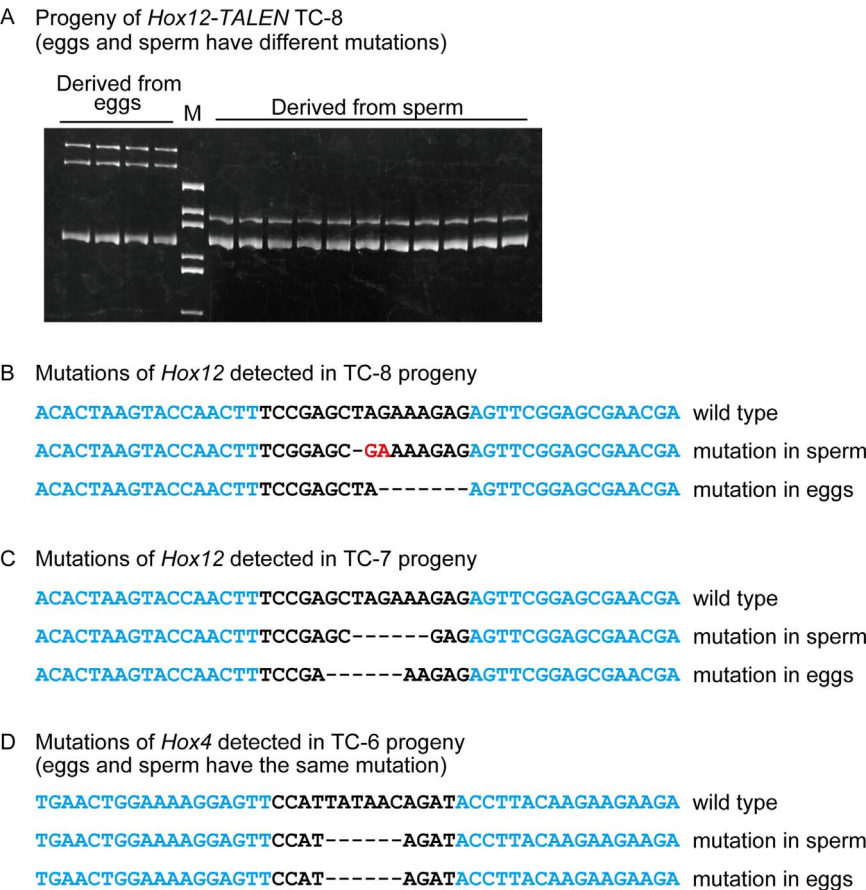 A Progeny of Hox12-TALEN TC-8
(eggs and sperm have different mutations)
Derived from
eggs
M
Derived from sperm
B Mutations of Hox12 detected in TC-8 progeny
ACACTAAGTACCAACTTTCCGAGCTAGAAAGAGAGTTCGGAGCGAACGA wild type
ACACTAAGTACCAACTTTCGGAGC-GAAAAGAGAGTTCGGAGCGAACGA mutation in sperm
ACACTAAGTACCAACTTTCCGAGCTA-------AGTTCGGAGCGAACGA mutation in eggs
C Mutations of Hox12 detected in TC-7 progeny
ACACTAAGTACCAACTTTCCGAGCTAGAAAGAGAGTTCGGAGCGAACGA wild type
ACACTAAGTACCAACTTTCCGAGC------GAGAGTTCGGAGCGAACGA mutation in sperm
ACACTAAGTACCAACTTTCCGA------AAGAGAGTTCGGAGCGAACGA mutation in eggs
D Mutations of Hox4 detected in TC-6 progeny
(eggs and sperm have the same mutation)
TGAACTGGAAAAGGAGTTCCATTATAACAGATACCTTACAAGAAGAAGA wild type
TGAACTGGAAAAGGAGTTCCAT------AGATACCTTACAAGAAGAAGA mutation in sperm
TGAACTGGAAAAGGAGTTCCAT------AGATACCTTACAAGAAGAAGA mutation in eggs